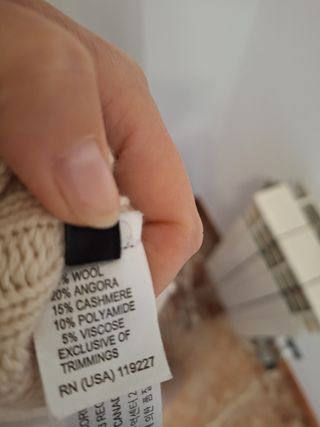 % WOOL
20% ANGORA
15% CASHMERE
10% POLYAMIDE
5% VISCOSE
EXCLUSIVE OF
TRIMMINGS
RN (USA) 119227